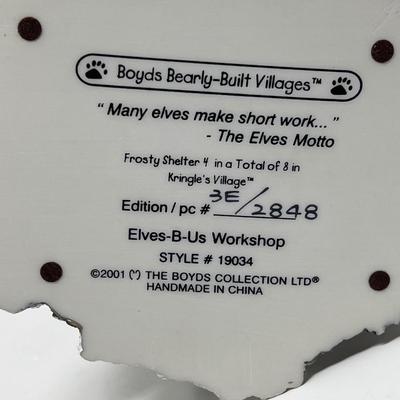 Boyds Bearly-Built Villages™
"Many elves make short work..."
- The Elves Motto
Frosty Shelter 4 in a Total of 8 in
Kringle's Village™
Edition / pc # 3E/2848
Elves-B-Us Workshop
STYLE # 19034
©2001 (") THE BOYDS COLLECTION LTD®
HANDMADE IN CHINA